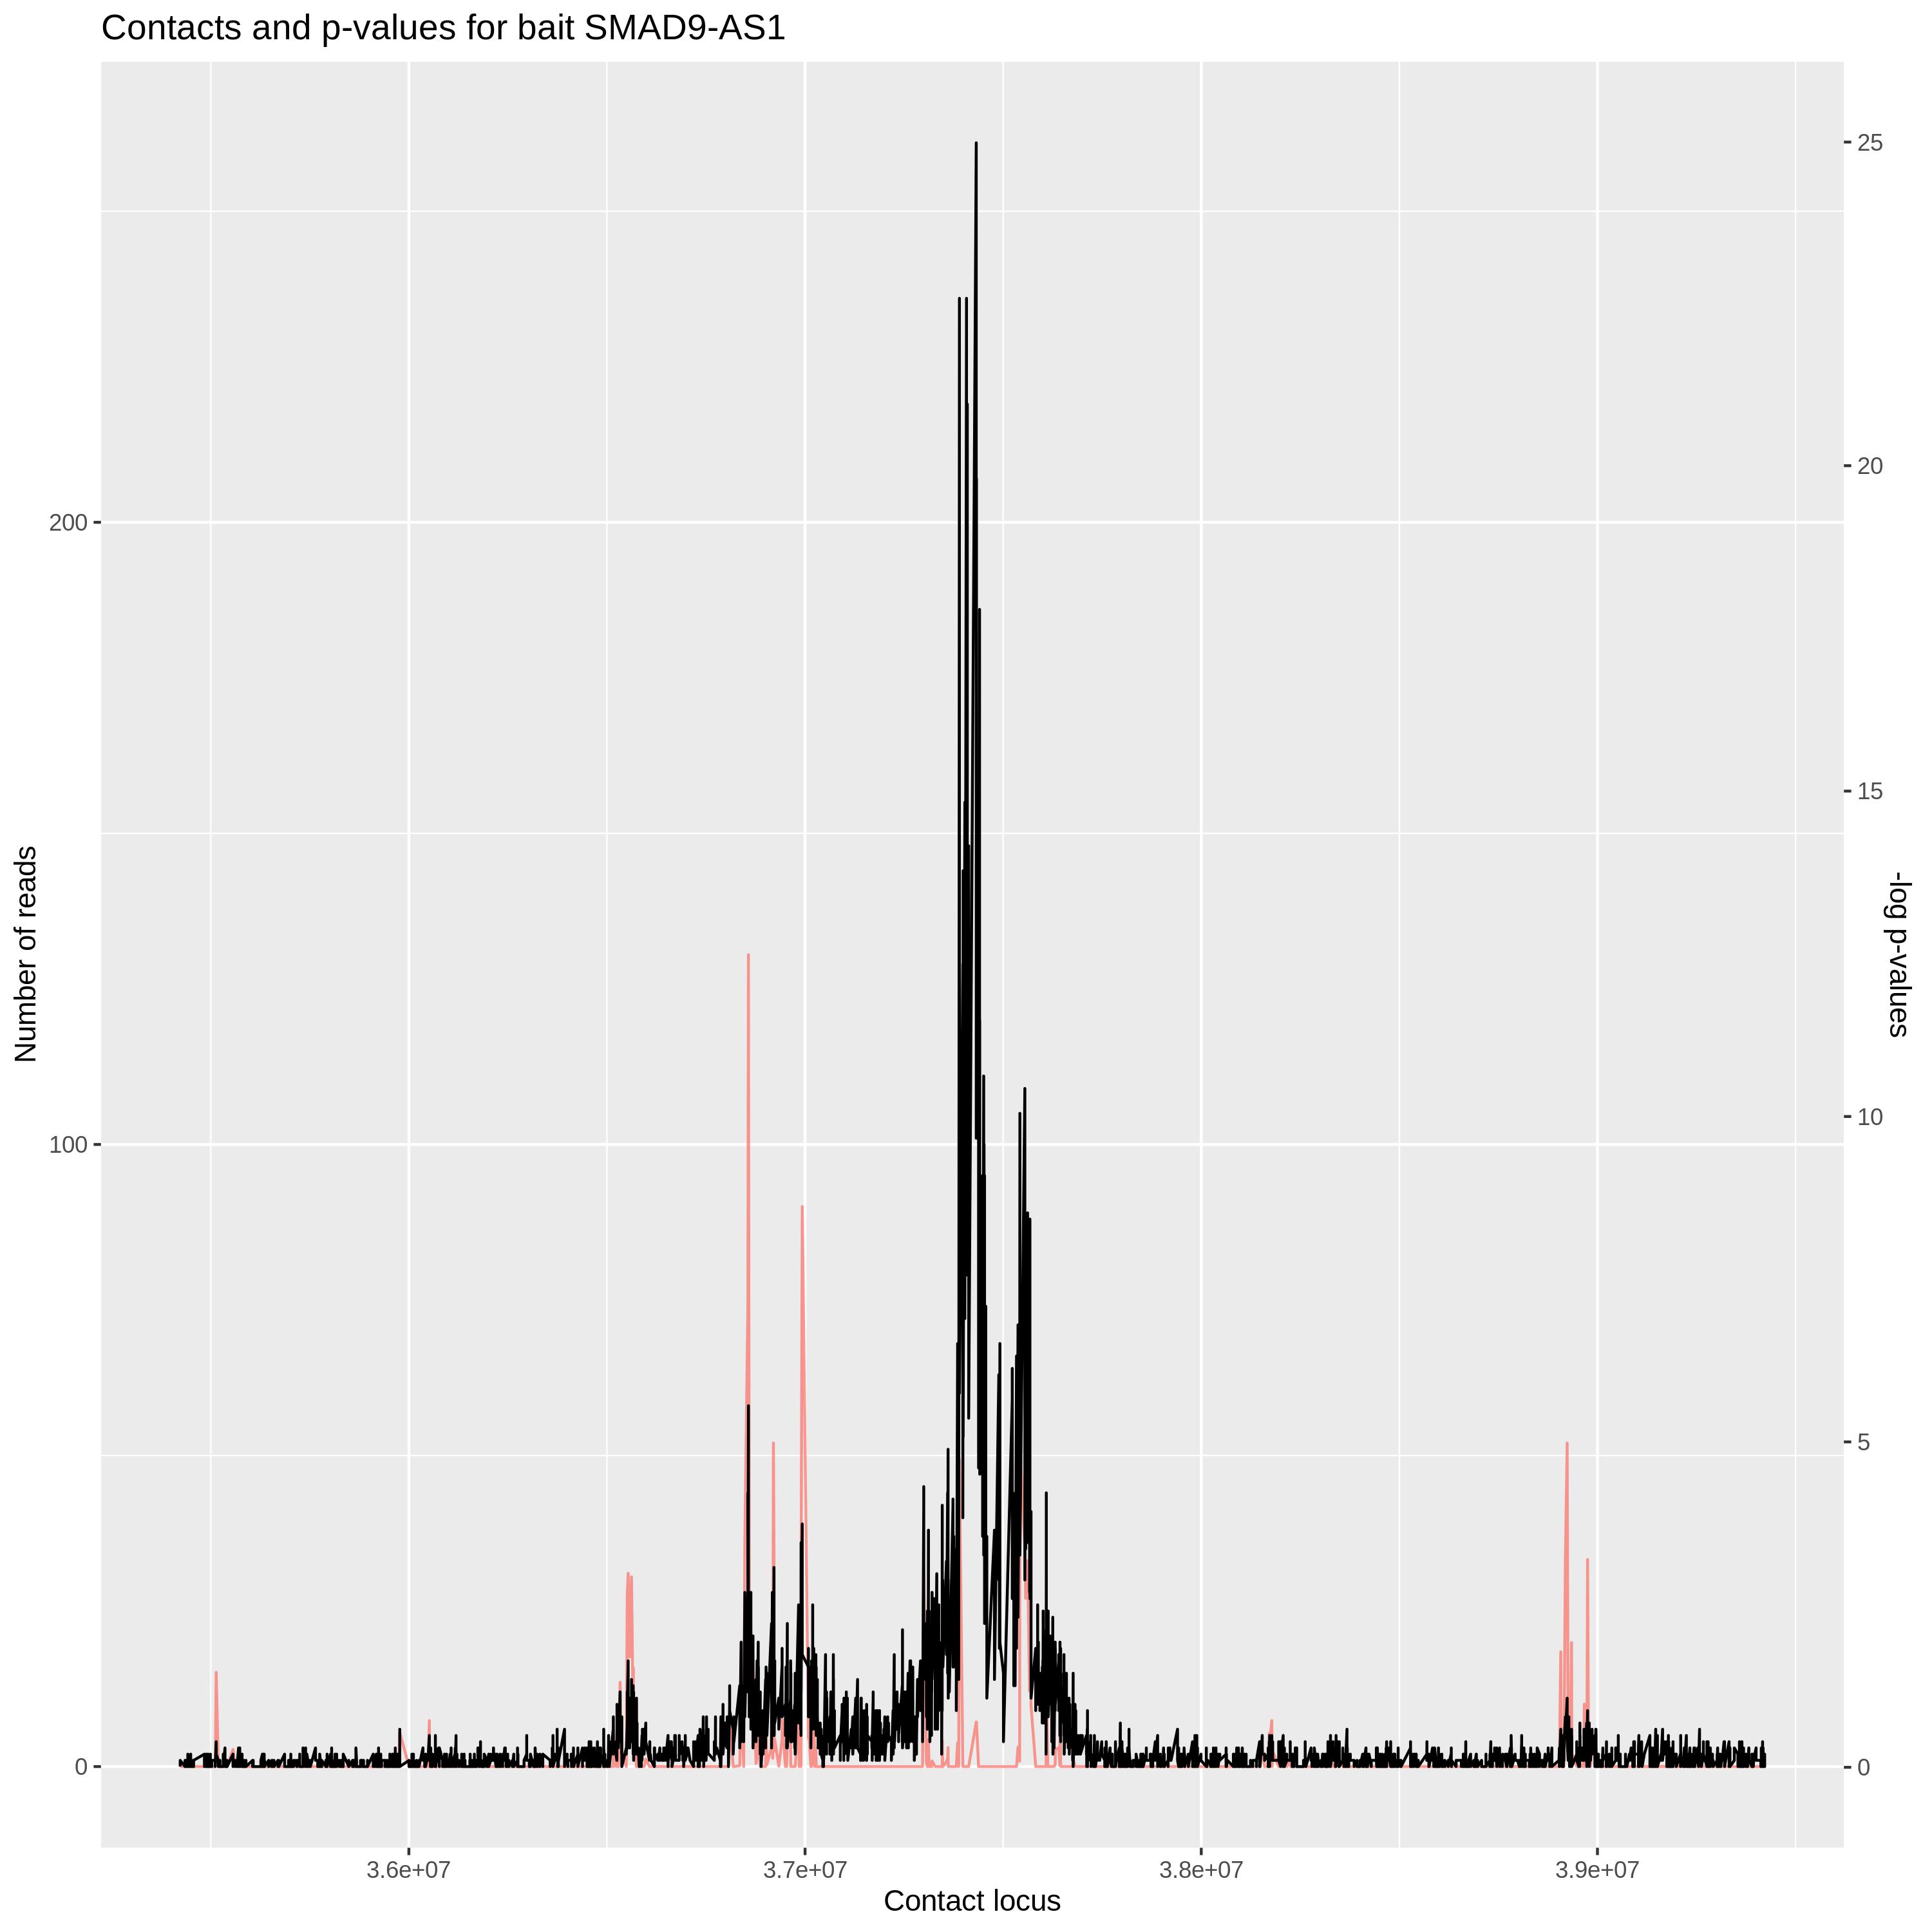 Contacts and p-values for bait SMAD9-AS1
25
20
200
15
Number of reads
-log p-values
10
100
5
0
0
3.6e+07
3.7e+07
3.8e+07
3.9e+07
Contact locus